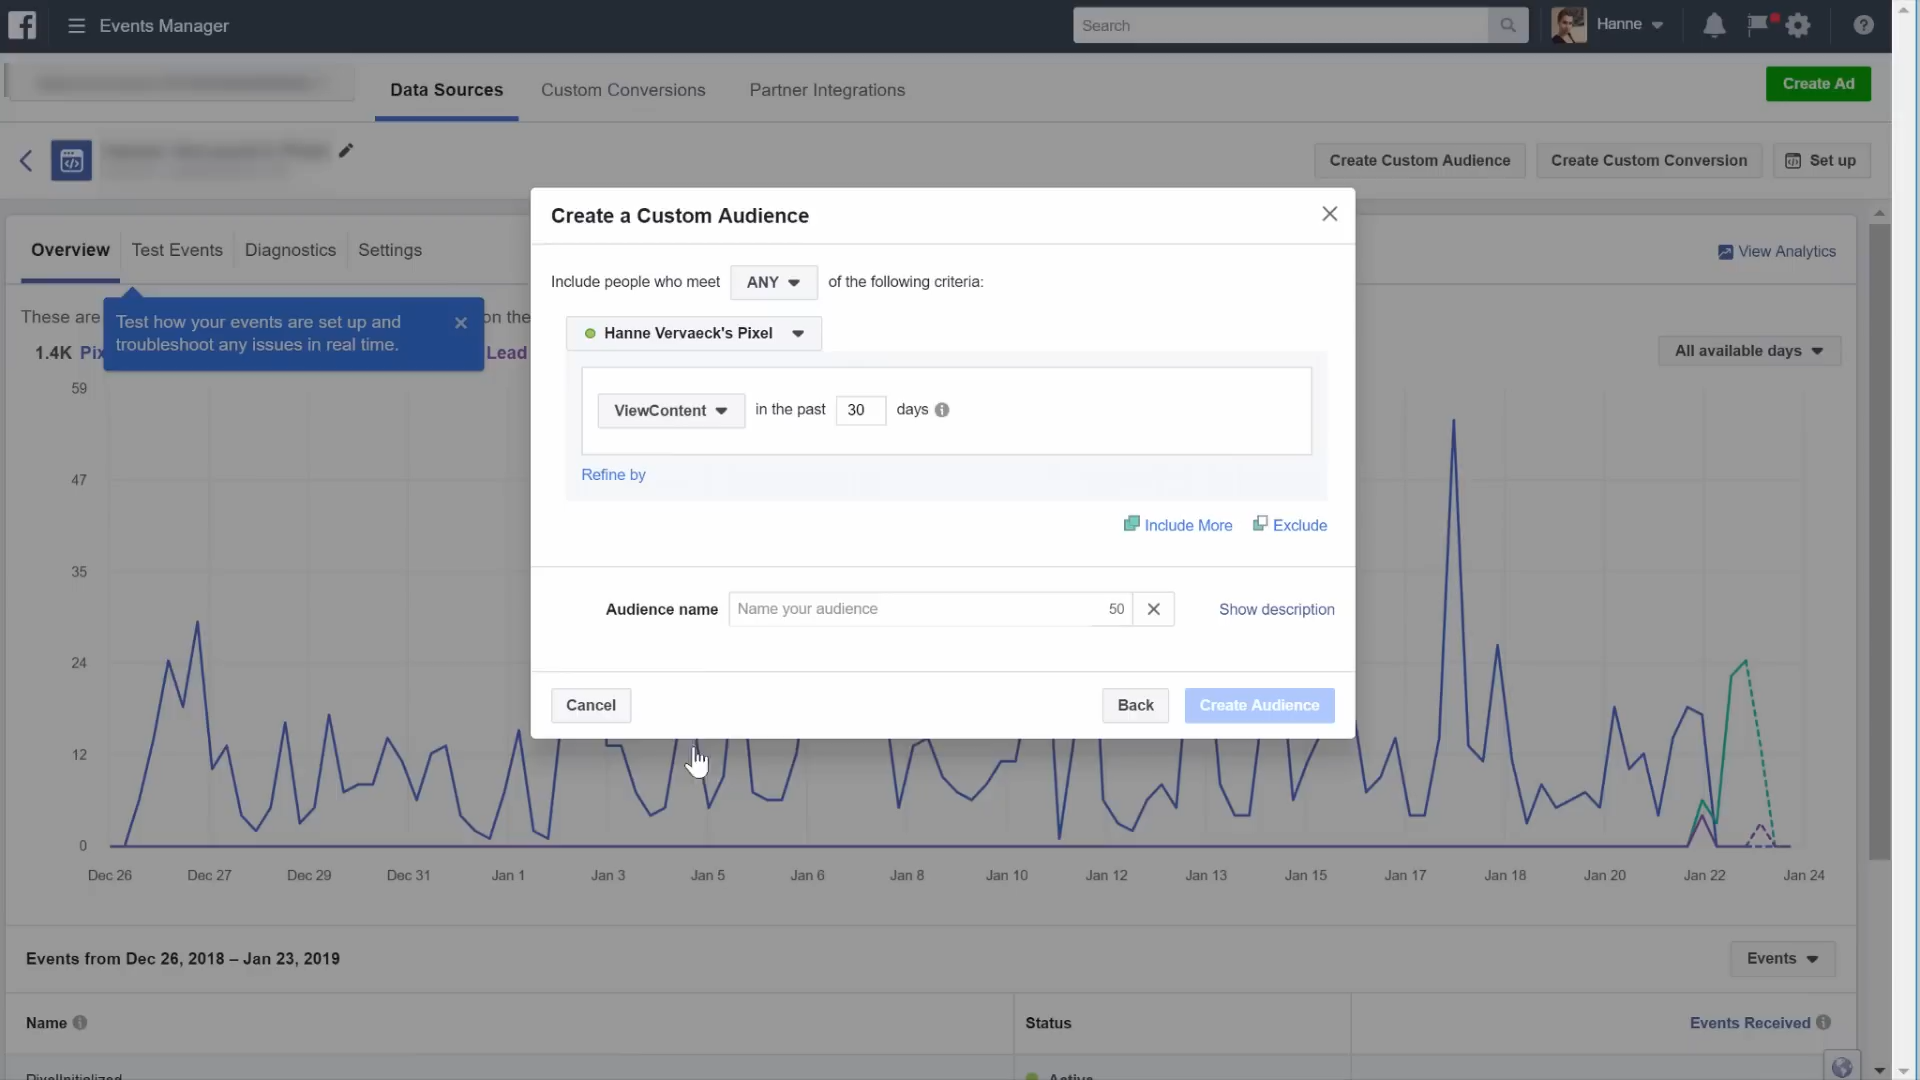 Events Manager
Search
Hanne
Data Sources
Custom Conversions
Partner Integrations
Create Ad
Create Custom Audience
Create Custom Conversion
Set up
Overview
Test Events
Diagnostics
Settings
View Analytics
These are
on the
Test how your events are set up and
troubleshoot any issues in real time.
1.4K Pix
Lead
All available days
Create a Custom Audience
Include people who meet ANY of the following criteria:
Hanne Vervaeck's Pixel
ViewContent in the past 30 days
Refine by
Include More Exclude
Audience name Name your audience 50 Show description
Cancel Back Create Audience
59
47
35
24
12
0
Dec 26 Dec 27 Dec 29 Dec 31 Jan 1 Jan 3 Jan 5 Jan 6 Jan 8 Jan 10 Jan 12 Jan 13 Jan 15 Jan 17 Jan 18 Jan 20 Jan 22 Jan 24
Events from Dec 26, 2018 – Jan 23, 2019
Events
Name Status Events Received
PixelInitialized Active